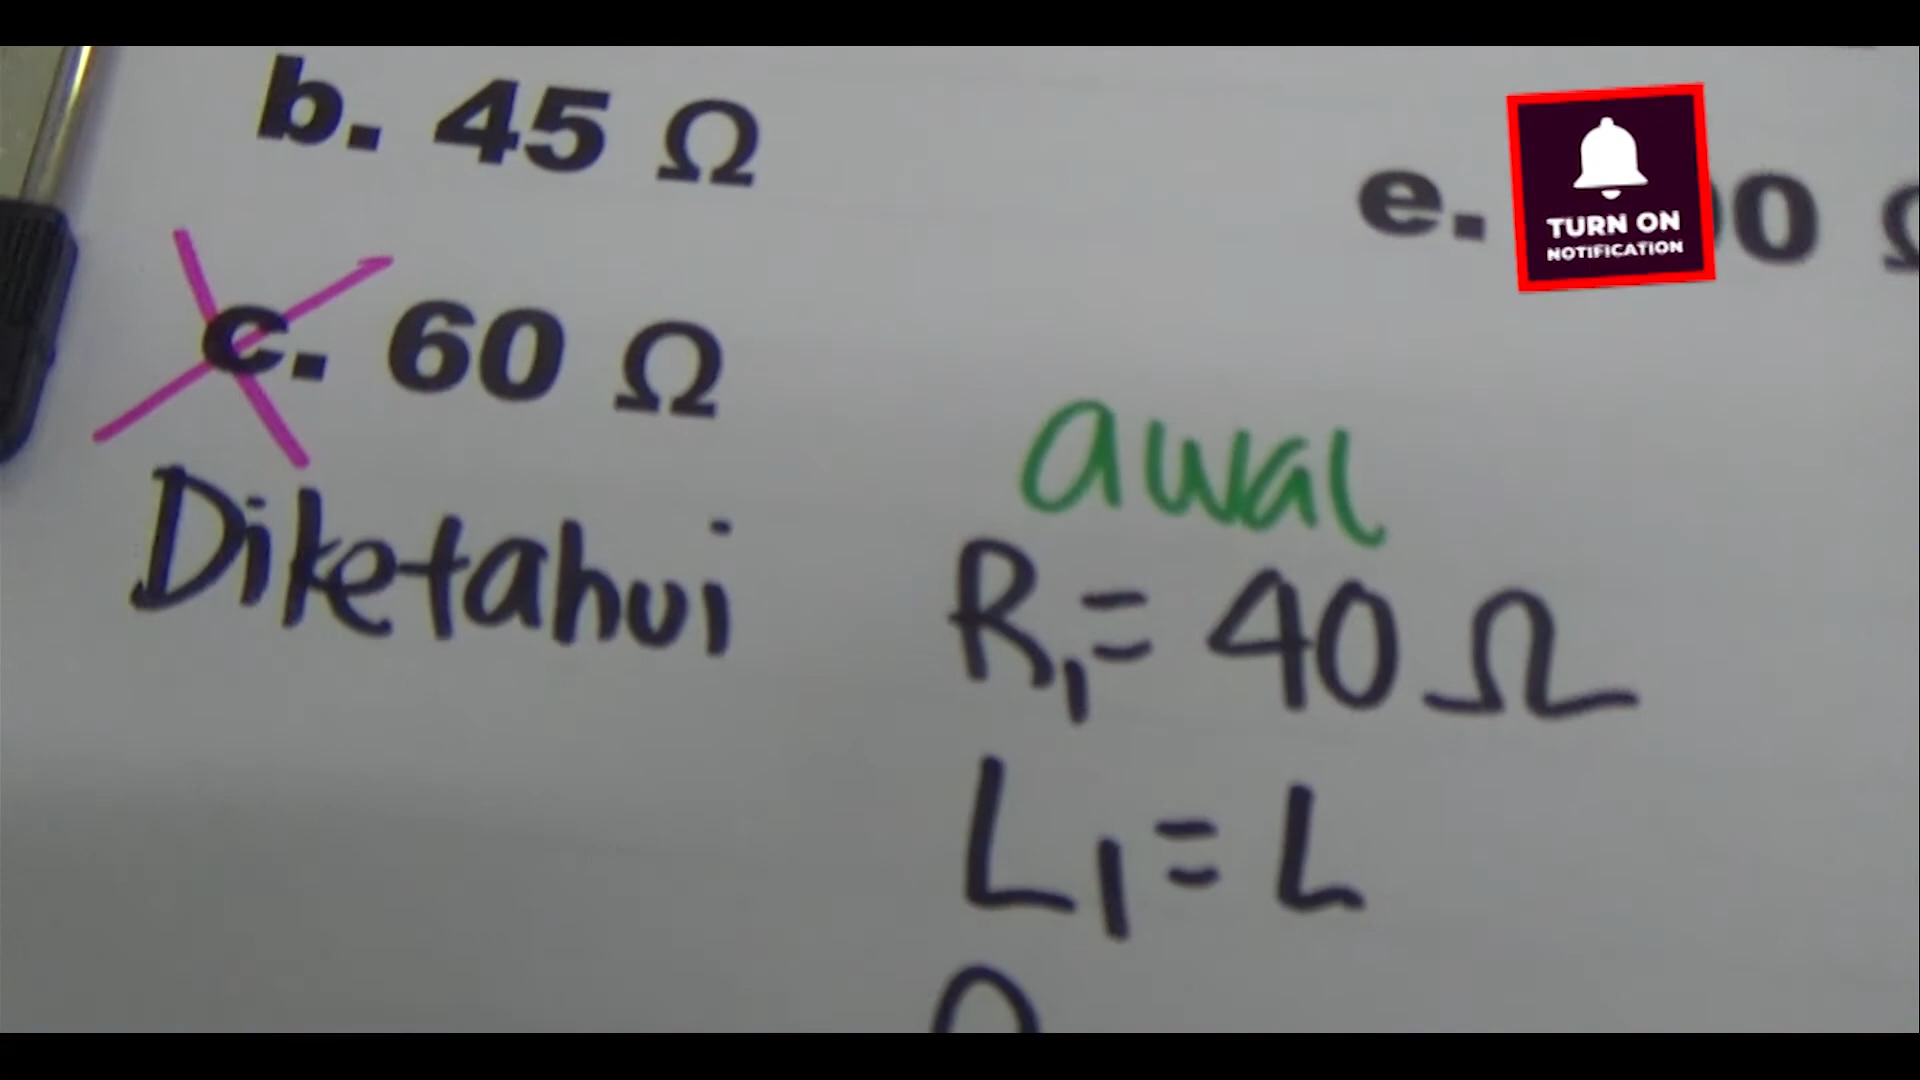 b. 45 Ω
c. 60 Ω
e.
TURN ON
NOTIFICATION
0 Ω
Diketahui
awal
R₁ = 40 Ω
L₁ = L